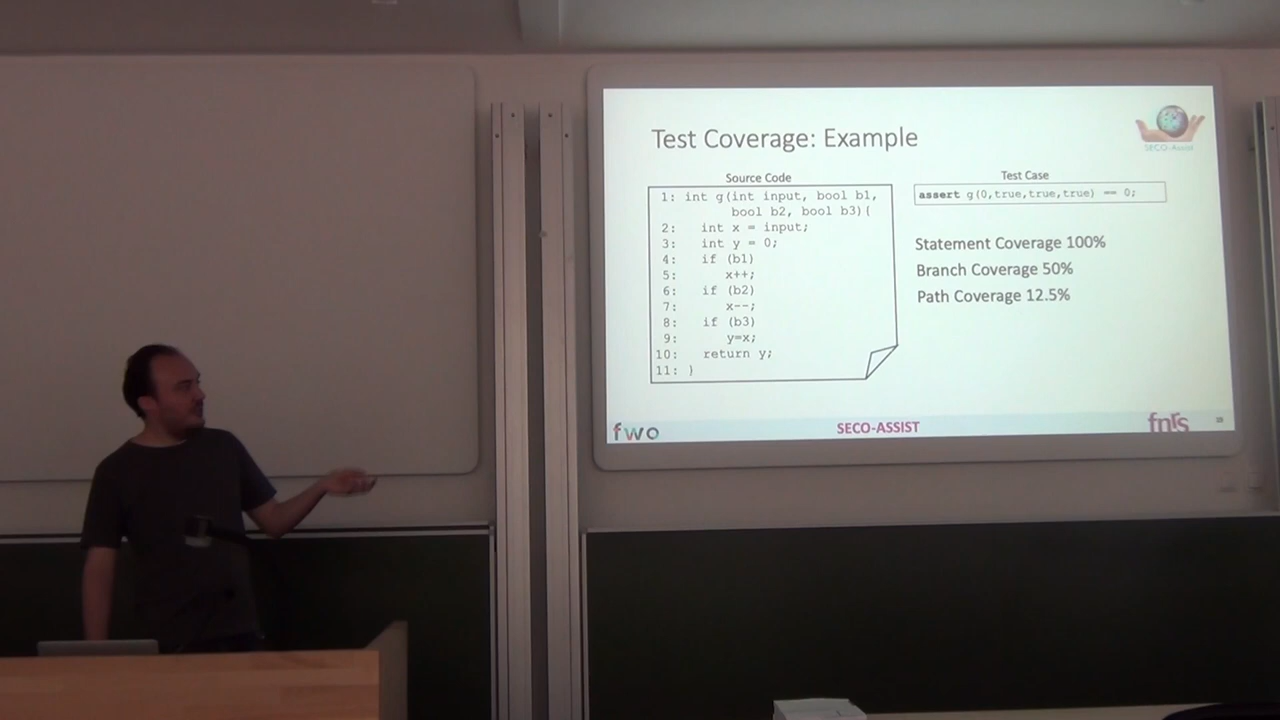 Test Coverage: Example
SECO-Assist
Source Code
1: int g(int input, bool b1,
bool b2, bool b3){
2: int x = input;
3: int y = 0;
4: if (b1)
5: x++;
6: if (b2)
7: x--;
8: if (b3)
9: y=x;
10: return y;
11: }
Test Case
assert g(0,true,true,true) == 0;
Statement Coverage 100%
Branch Coverage 50%
Path Coverage 12.5%
fwo
SECO-ASSIST
fnrs